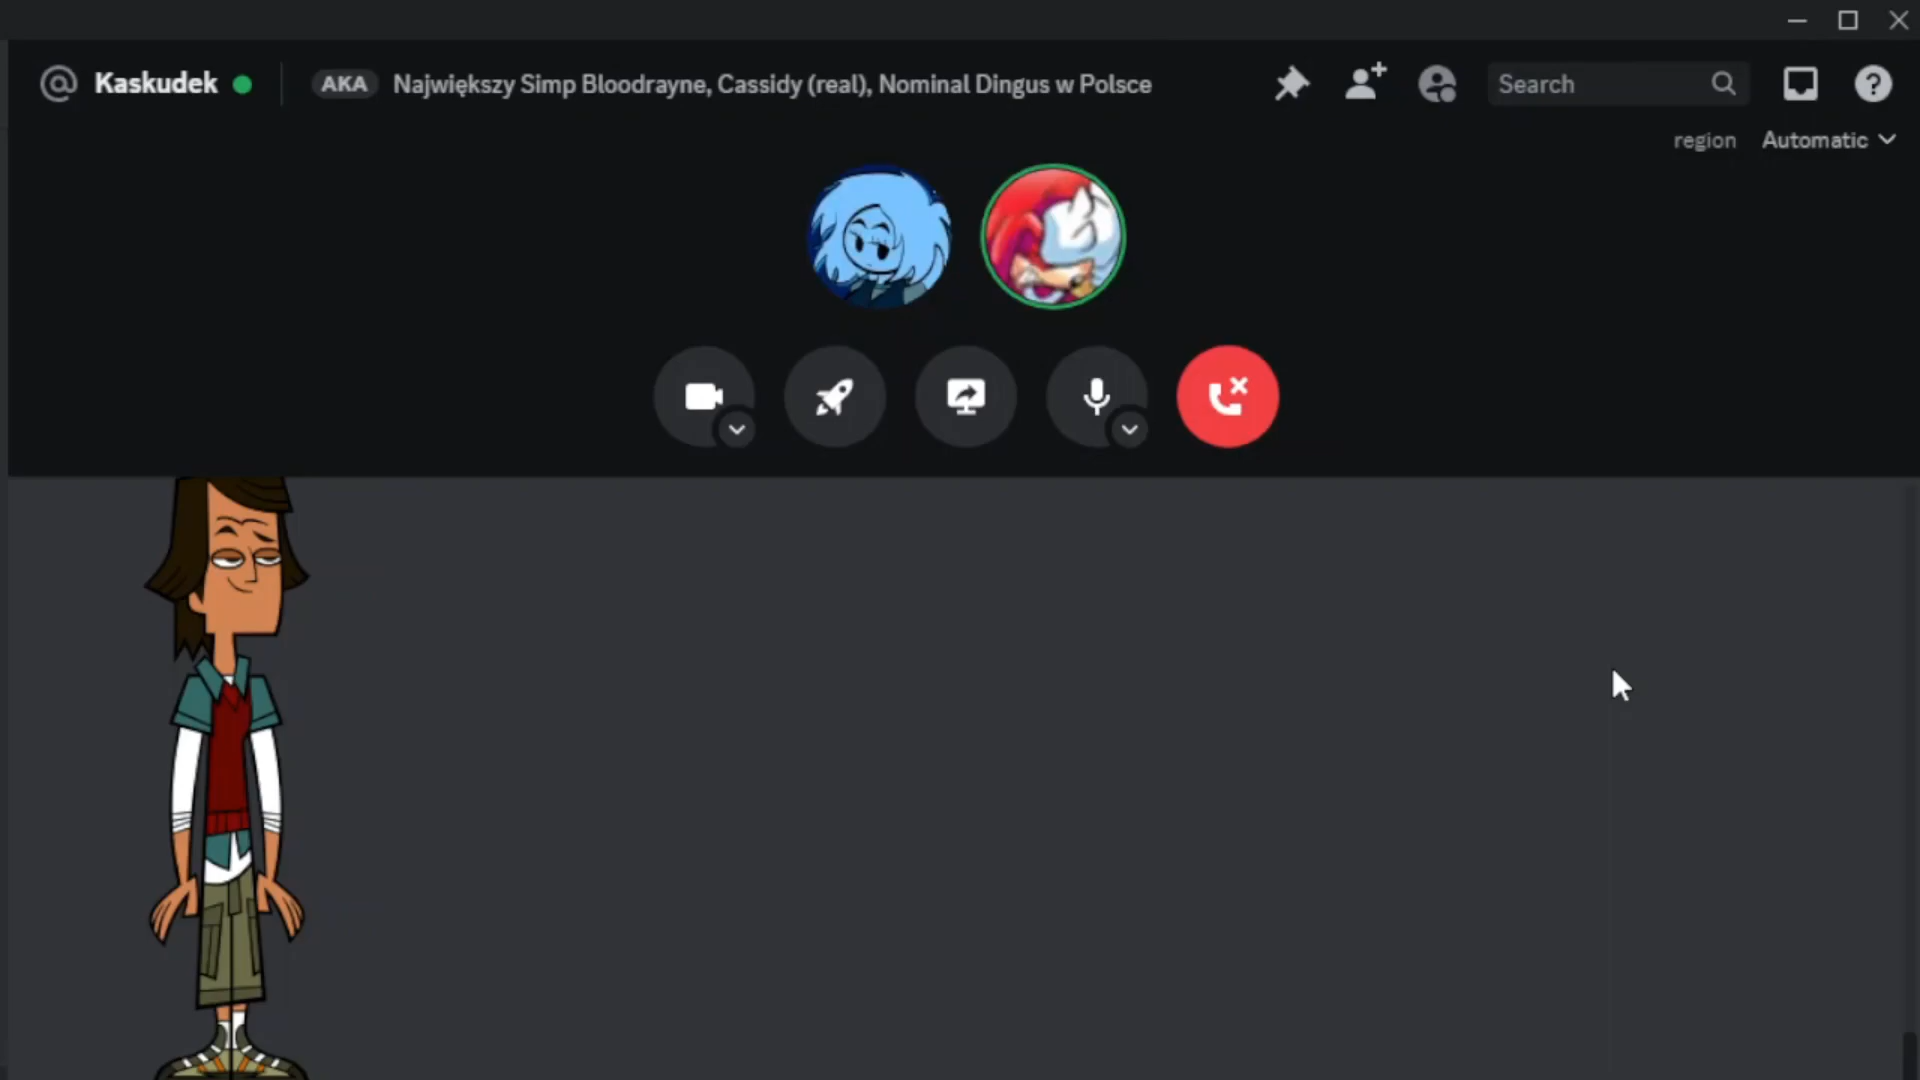 Kaskudek
AKA Największy Simp Bloodrayne, Cassidy (real), Nominal Dingus w Polsce
Search
region Automatic